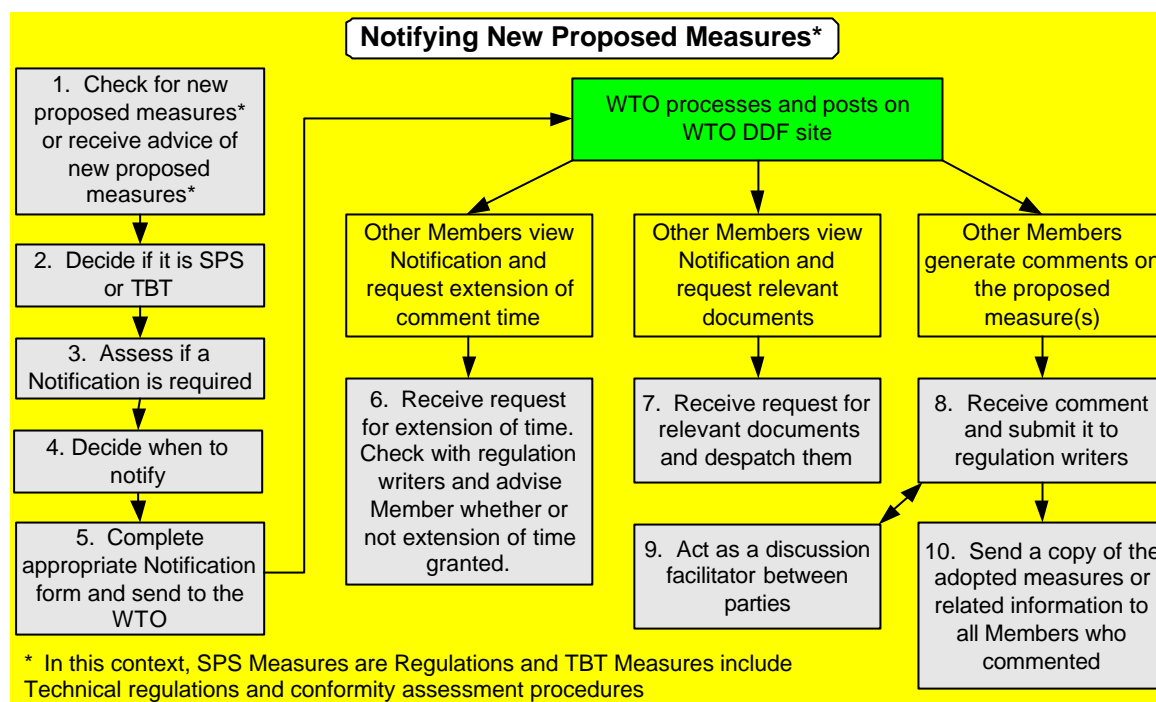 Notifying New Proposed Measures*
1. Check for new
proposed measures*
or receive advice of
new proposed
measures*
2. Decide if it is SPS
or TBT
3. Assess if a
Notification is required
4. Decide when to
notify
5. Complete
appropriate Notification
form and send to the
WTO
WTO processes and posts on
WTO DDF site
Other Members view
Notification and
request extension of
comment time
Other Members view
Notification and
request relevant
documents
Other Members
generate comments on
the proposed
measure(s)
6. Receive request
for extension of time.
Check with regulation
writers and advise
Member whether or
not extension of time
granted.
7. Receive request for
relevant documents
and despatch them
8. Receive comment
and submit it to
regulation writers
9. Act as a discussion
facilitator between
parties
10. Send a copy of the
adopted measures or
related information to
all Members who
commented
* In this context, SPS Measures are Regulations and TBT Measures include
Technical regulations and conformity assessment procedures